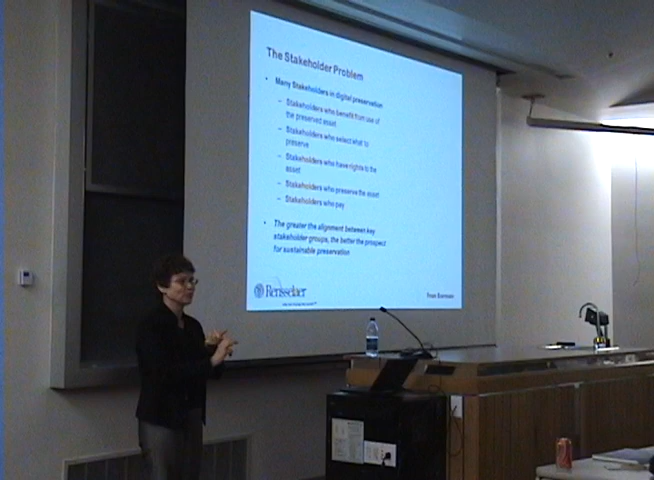 The Stakeholder Problem
• Many Stakeholders in digital preservation
– Stakeholders who benefit from use of
the preserved asset
– Stakeholders who select what to
preserve
– Stakeholders who have rights to the
asset
– Stakeholders who preserve the asset
– Stakeholders who pay
• The greater the alignment between key
stakeholder groups, the better the prospect
for sustainable preservation
Rensselaer
Fran Berman